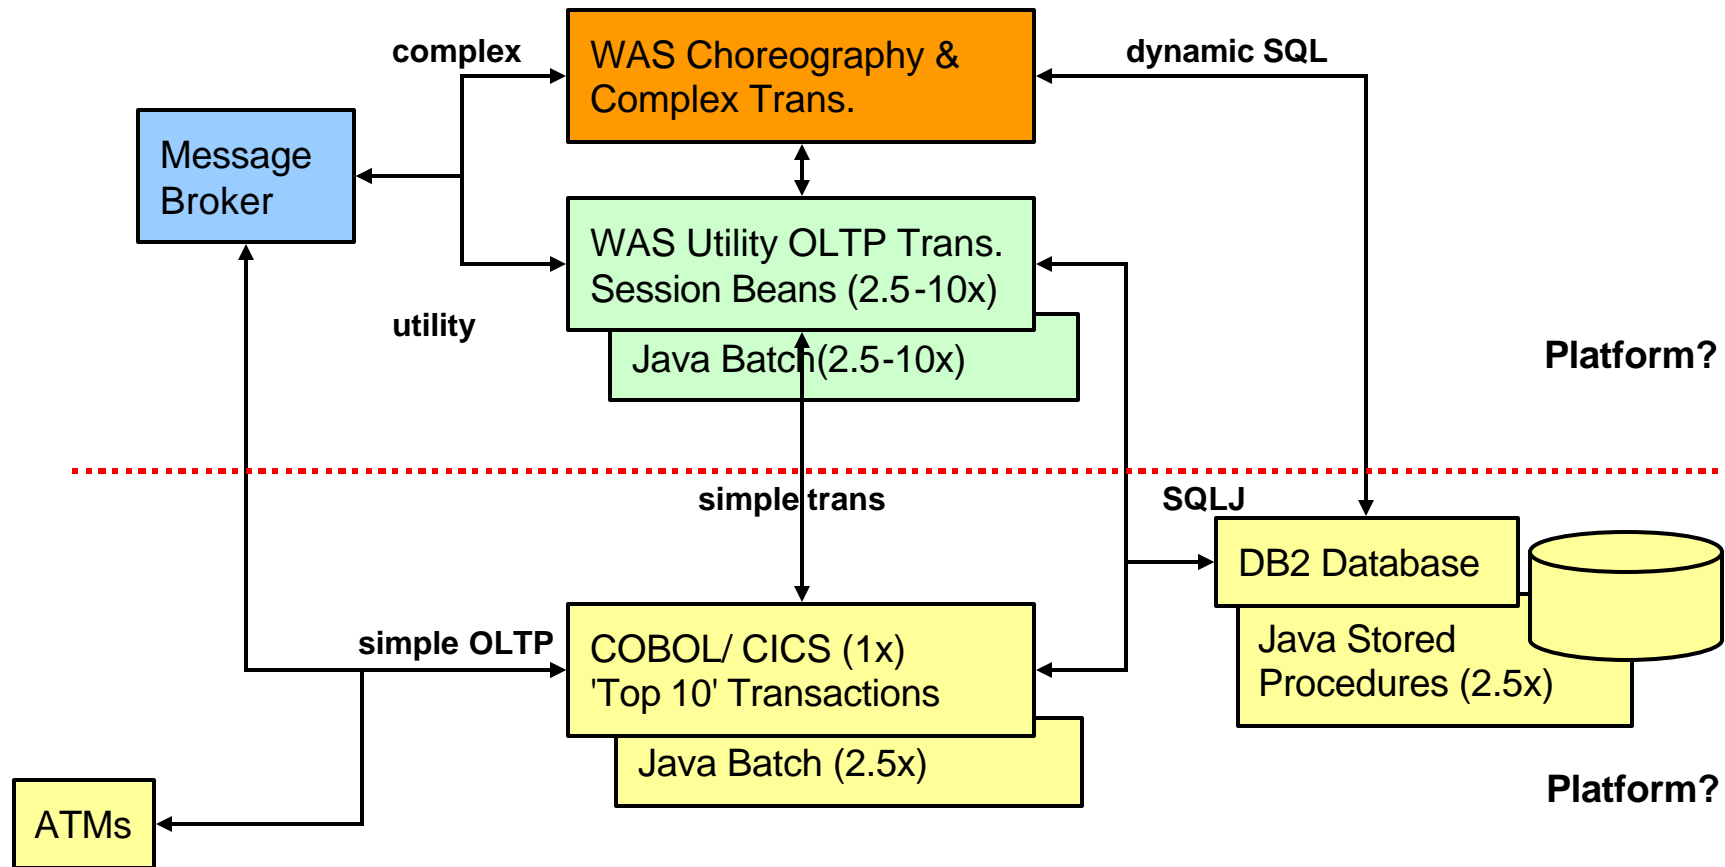 complex
WAS Choreography &
Complex Trans.
dynamic SQL
Message
Broker
WAS Utility OLTP Trans.
Session Beans (2.5-10x)
utility
Java Batch(2.5-10x)
Platform?
simple trans
SQLJ
DB2 Database
simple OLTP
COBOL/ CICS (1x)
'Top 10' Transactions
Java Stored
Procedures (2.5x)
Java Batch (2.5x)
Platform?
ATMs